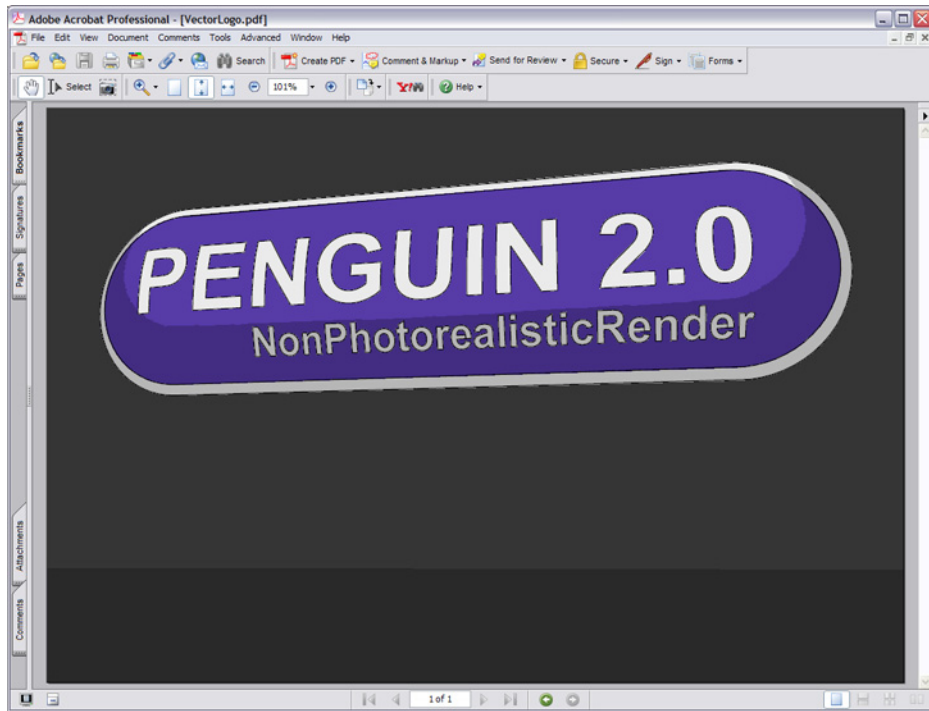 Adobe Acrobat Professional - [VectorLogo.pdf]
File Edit View Document Comments Tools Advanced Window Help
Search Create PDF Comment & Markup Send for Review Secure Sign Forms
Select 101% Y! Help
Bookmarks
Signatures
Pages
PENGUIN 2.0
NonPhotorealisticRender
Attachments
Comments
1 of 1